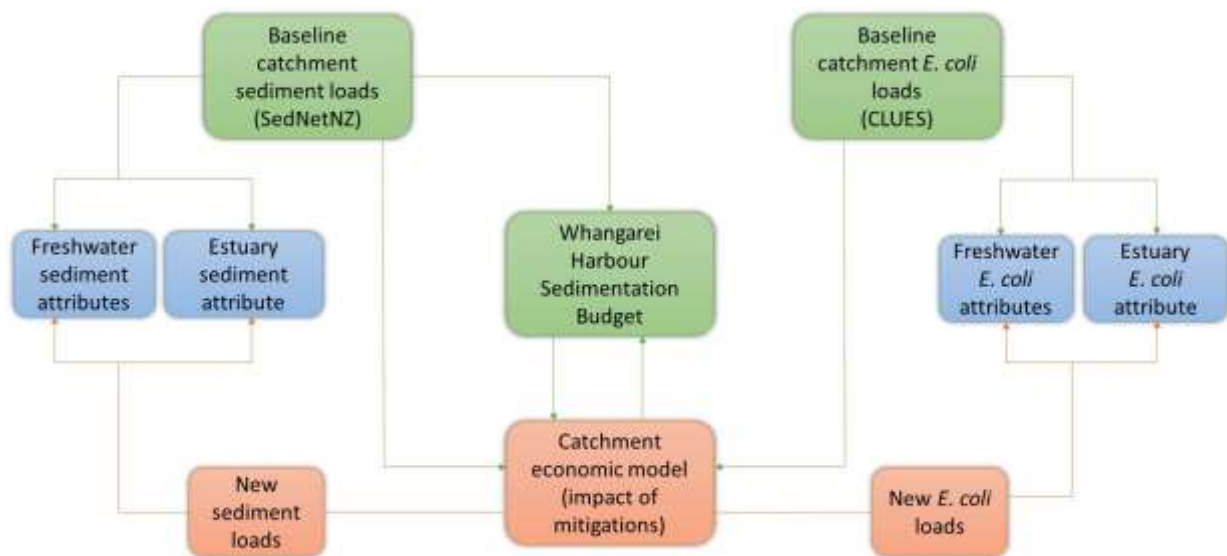 Baseline
catchment
sediment loads
(SedNetNZ)
Baseline
catchment E. coli
loads
(CLUES)
Freshwater
sediment
attributes
Estuary
sediment
attribute
Whangarei
Harbour
Sedimentation
Budget
Freshwater
E. coli
attributes
Estuary
E. coli
attribute
Catchment
economic model
(impact of
mitigations)
New
sediment
loads
New E. coli
loads